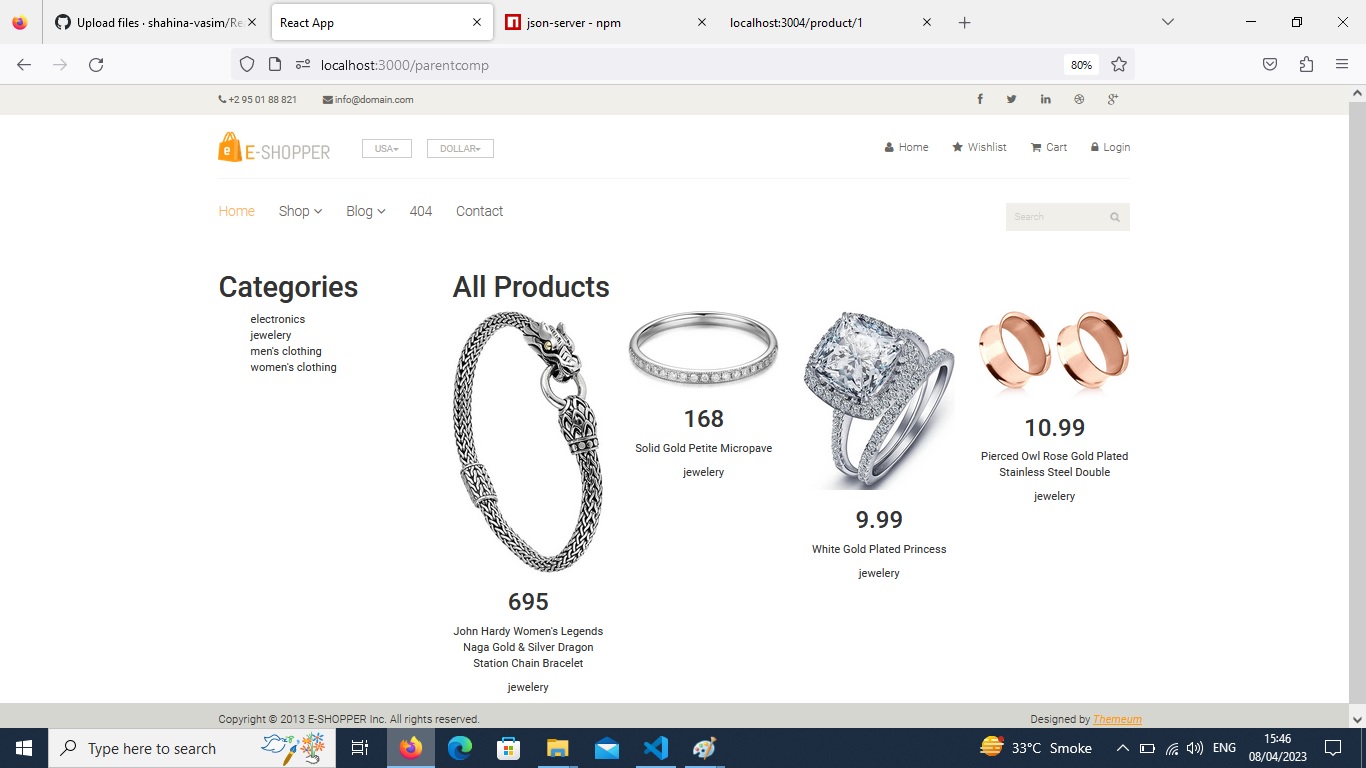 Upload files · shahina-vasim/Re
React App
json-server - npm
localhost:3004/product/1
localhost:3000/parentcomp
80%
+2 95 01 88 821
info@domain.com
E-SHOPPER
USA
DOLLAR
Home
Wishlist
Cart
Login
Home
Shop
Blog
404
Contact
Search
Categories
electronics
jewelery
men's clothing
women's clothing
All Products
695
John Hardy Women's Legends
Naga Gold & Silver Dragon
Station Chain Bracelet
jewelery
168
Solid Gold Petite Micropave
jewelery
9.99
White Gold Plated Princess
jewelery
10.99
Pierced Owl Rose Gold Plated
Stainless Steel Double
jewelery
Copyright © 2013 E-SHOPPER Inc. All rights reserved.
Designed by Themeum
Type here to search
33°C Smoke
ENG
15:46
08/04/2023